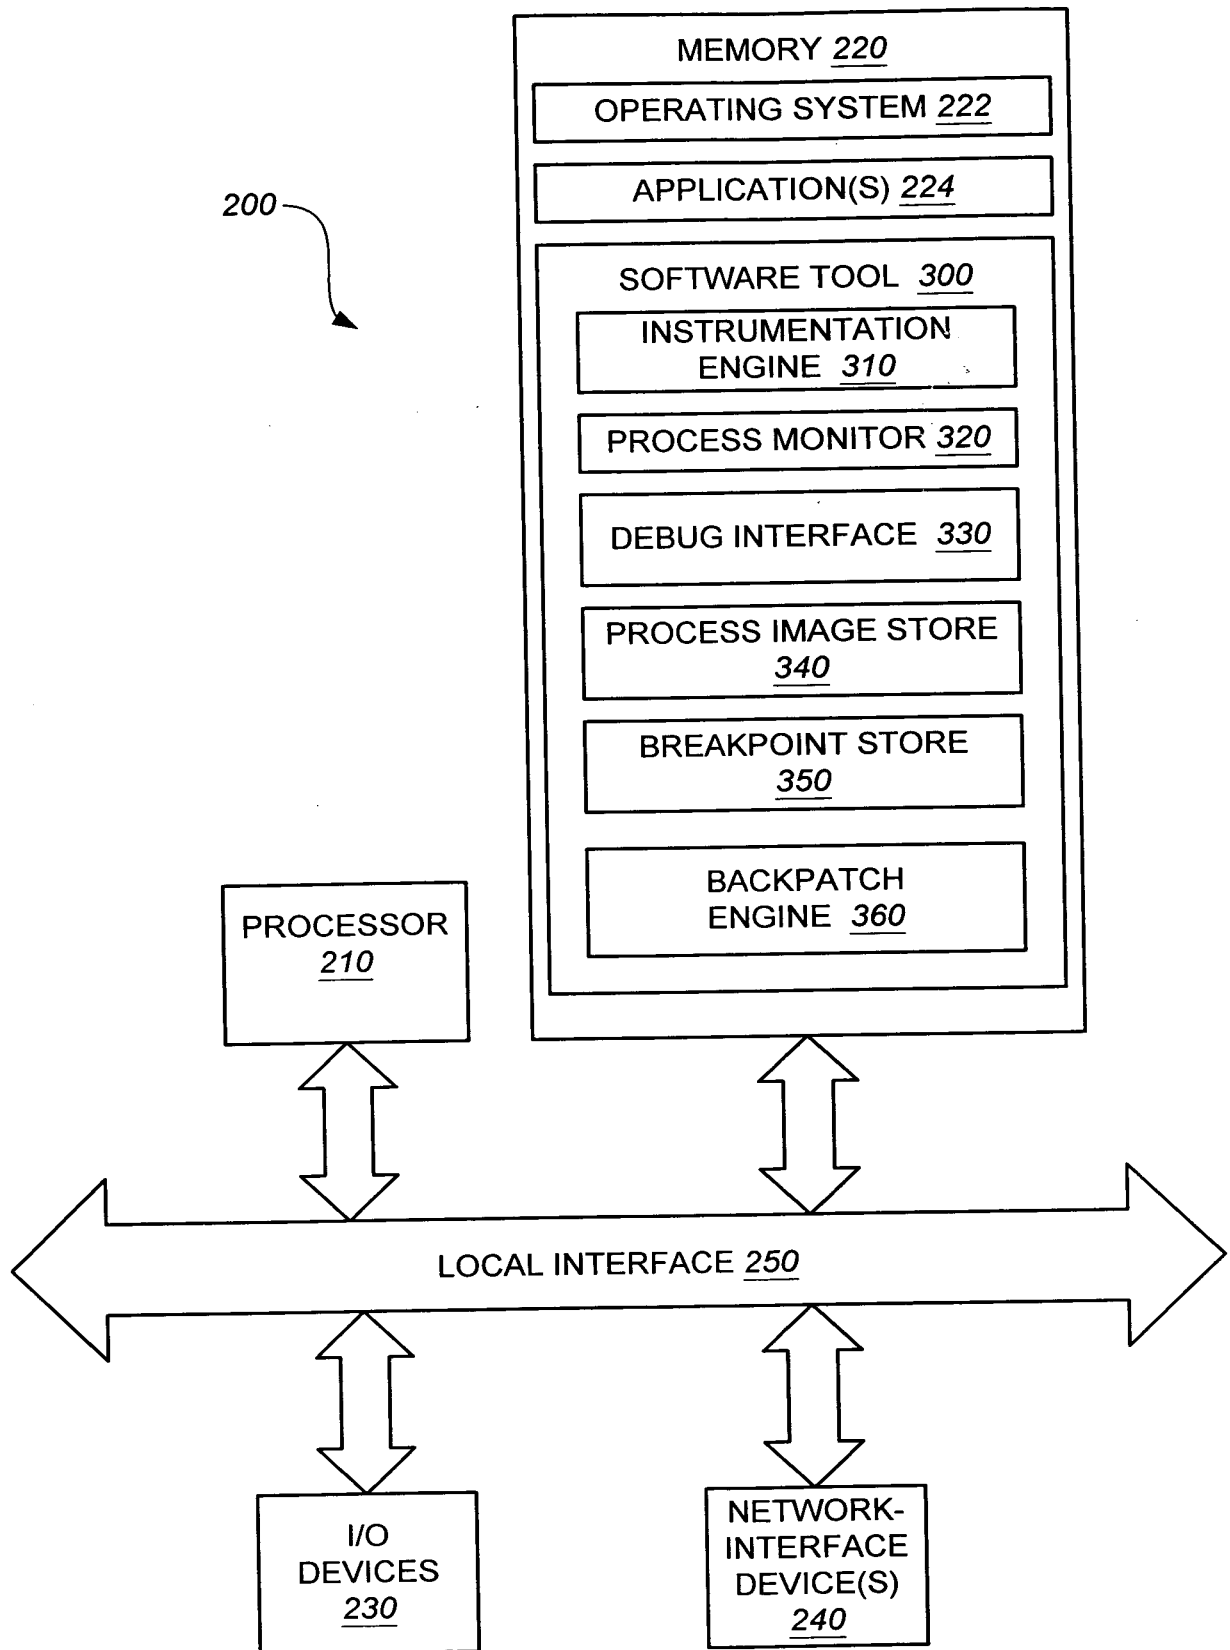 MEMORY 220
OPERATING SYSTEM 222
APPLICATION(S) 224
200
SOFTWARE TOOL 300
INSTRUMENTATION
ENGINE 310
PROCESS MONITOR 320
DEBUG INTERFACE 330
PROCESS IMAGE STORE
340
BREAKPOINT STORE
350
BACKPATCH
ENGINE 360
PROCESSOR
210
LOCAL INTERFACE 250
I/O
DEVICES
230
NETWORK-
INTERFACE
DEVICE(S)
240